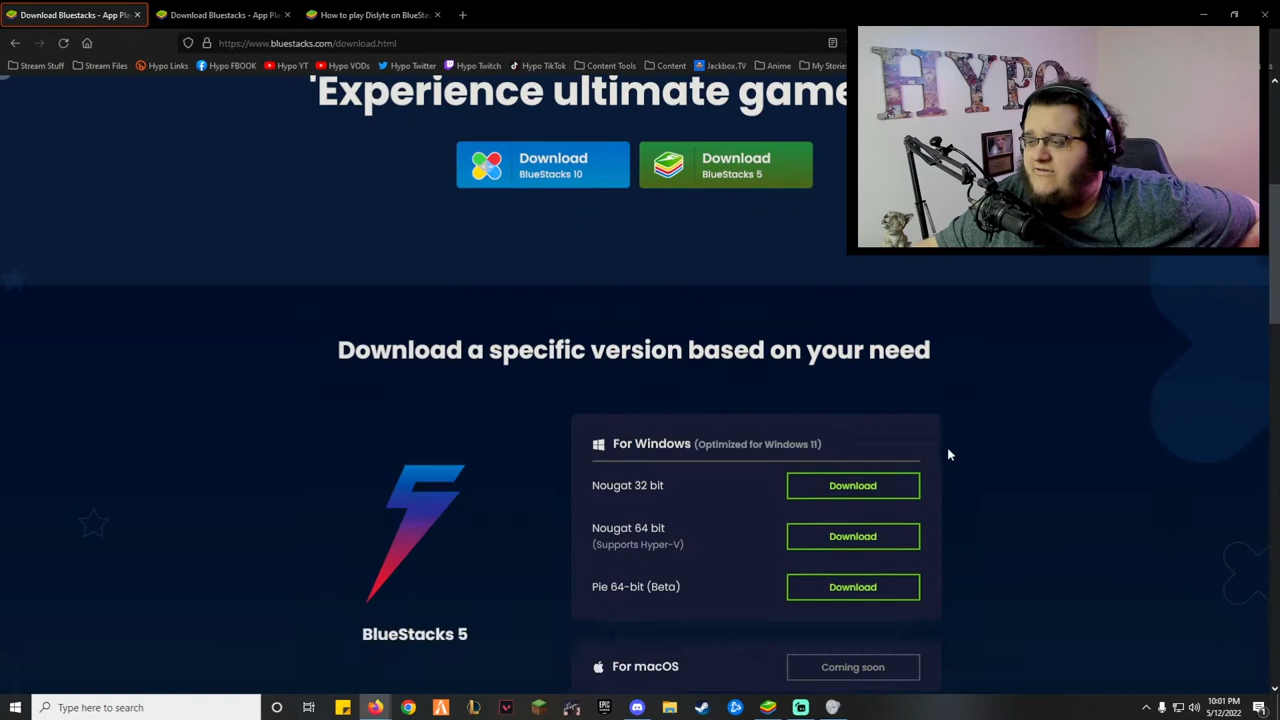 Download Bluestacks - App Pla
Download Bluestacks - App Play
How to play Dislyte on BlueStac
https://www.bluestacks.com/download.html
Stream Stuff
Stream Files
Hypo Links
Hypo FBOOK
Hypo YT
Hypo VODs
Hypo Twitter
Hypo Twitch
Hypo TikTok
Content Tools
Content
Jackbox.TV
Anime
My Stories
HYPO
'Experience ultimate game
Download
BlueStacks 10
Download
BlueStacks 5
Download a specific version based on your need
For Windows (Optimized for Windows 11)
Nougat 32 bit
Download
Nougat 64 bit
(Supports Hyper-V)
Download
Pie 64-bit (Beta)
Download
BlueStacks 5
For macOS
Coming soon
Type here to search
EPIC
10:01 PM
5/12/2022